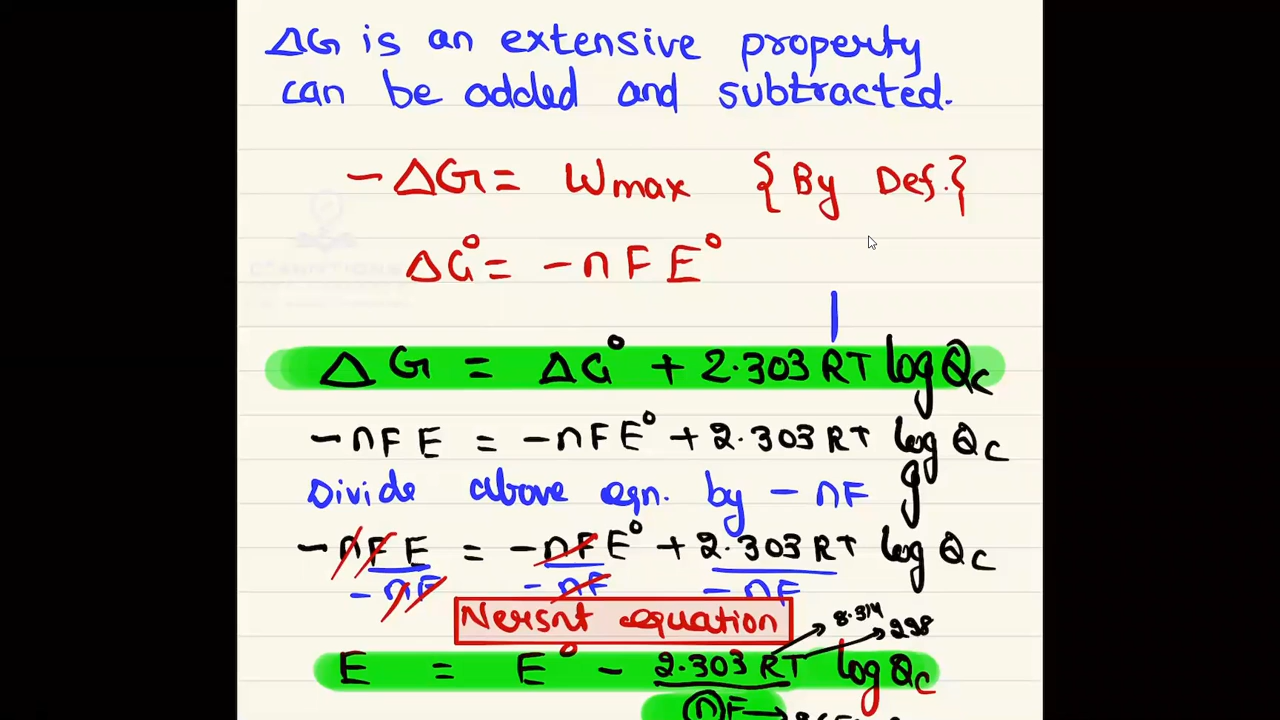 ΔG is an extensive property
can be added and subtracted.
-ΔG = Wmax {By Def.}
ΔG° = -nFE°
ΔG = ΔG° + 2.303 RT log Qc
-nFE = -nFE° + 2.303 RT log Qc
Divide above eqn. by - nF
-nFE/-nF = -nFE°/-nF + 2.303 RT/-nF log Qc
Nersnt equation
8.314
298
E = E° - 2.303 RT/nF log Qc